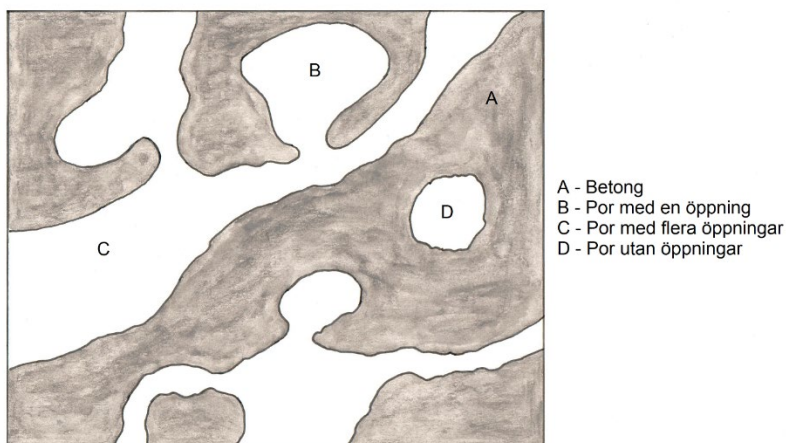 B
A
D
C
A - Betong
B - Por med en öppning
C - Por med flera öppningar
D - Por utan öppningar